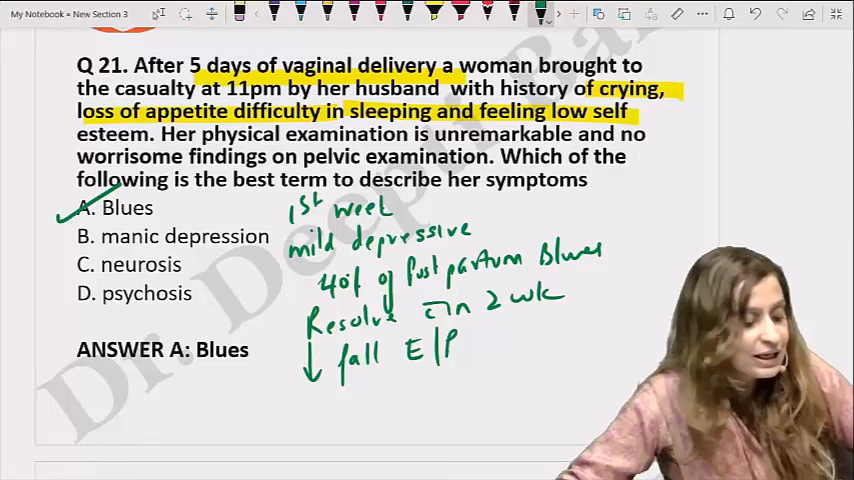 My Notebook » New Section 3
Q 21. After 5 days of vaginal delivery a woman brought to
the casualty at 11pm by her husband with history of crying,
loss of appetite difficulty in sleeping and feeling low self
esteem. Her physical examination is unremarkable and no
worrisome findings on pelvic examination. Which of the
following is the best term to describe her symptoms
A. Blues
B. manic depression
C. neurosis
D. psychosis
1st week
mild depressive
40% of Postpartum Blues
Resolve in 2 wk
↓ fall E/P
ANSWER A: Blues
Dr. Deepti Ba